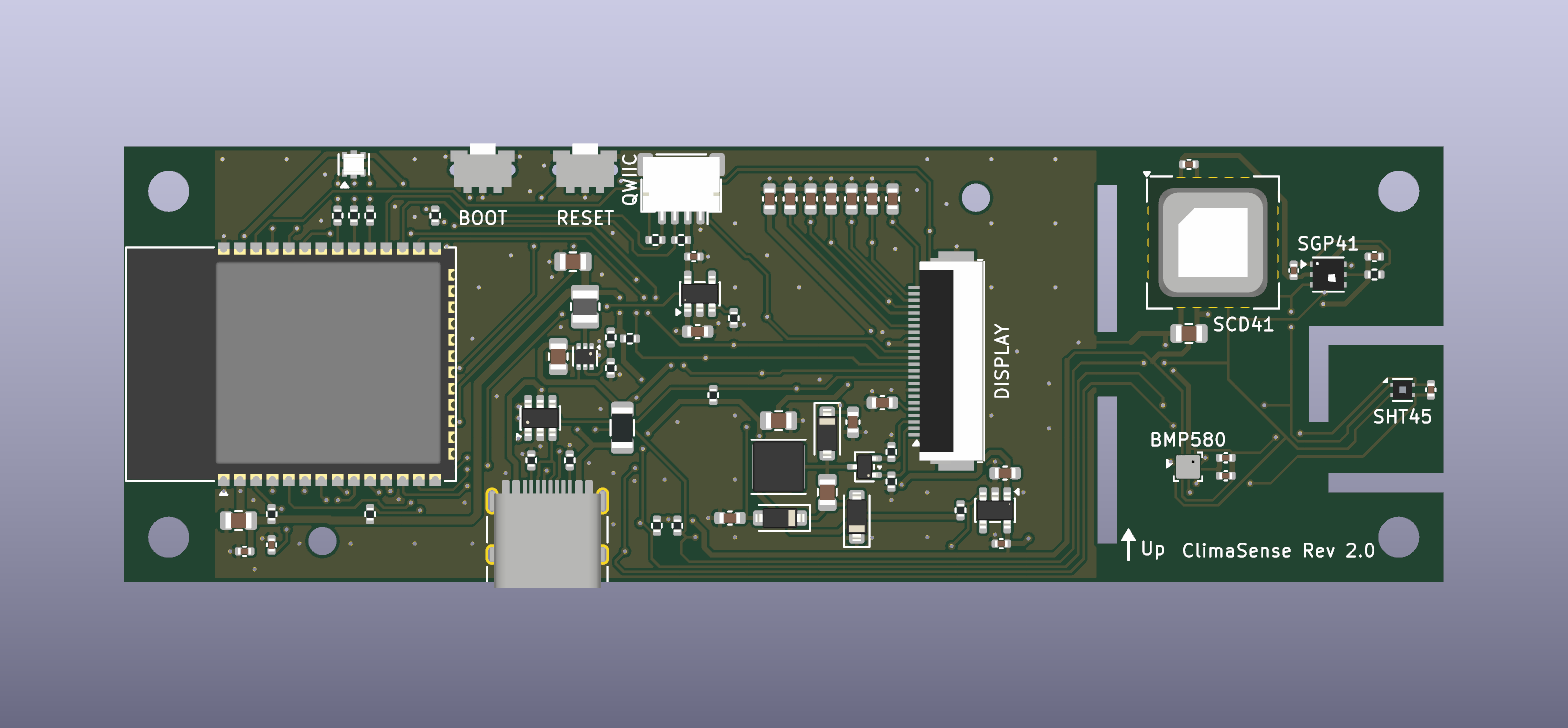 BOOT
RESET
QWIIC
DISPLAY
SCD41
SGP41
SHT45
BMP580
Up
ClimaSense Rev 2.0